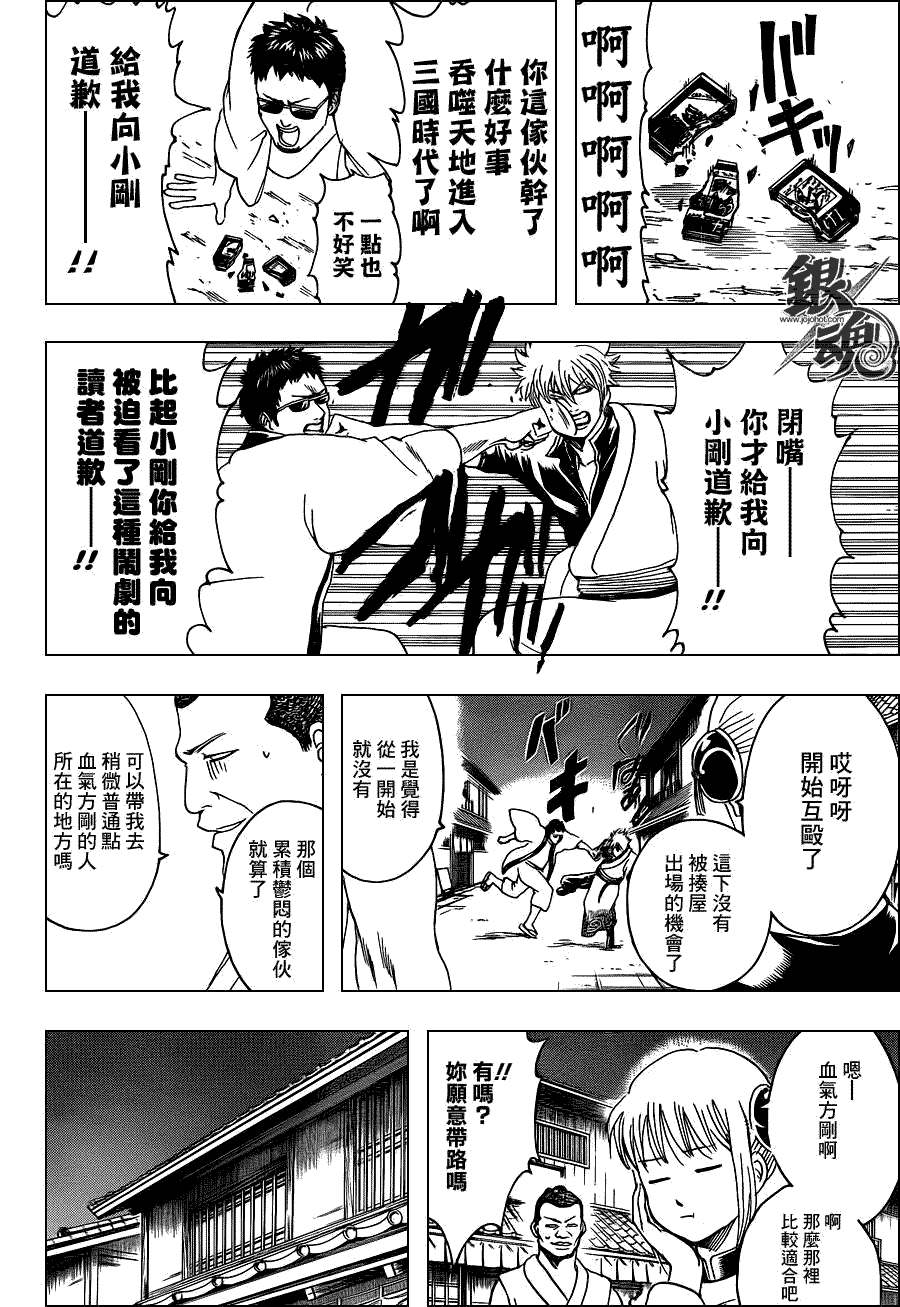 啊啊啊啊啊
ベキ
銀魂
www.jojohot.com
你這傢伙幹了
什麼好事
吞噬天地進入
三國時代了啊
一點也
不好笑
給我向小剛
道歉——!!
閉嘴——
你才給我向
小剛道歉——!!
ガッ
比起小剛你給我向
被迫看了這種鬧劇的
讀者道歉——!!
哎呀呀
開始互毆了
這下沒有
被揍屋
出場的機會了
バキ
我是覺得
從一開始
就沒有
那個
累積鬱悶的傢伙
就算了
可以帶我去
稍微普通點
血氣方剛的人
所在的地方嗎
嗯—
血氣方剛啊
啊
那麼那裡
比較適合吧
!!
有嗎?
妳願意帶路嗎